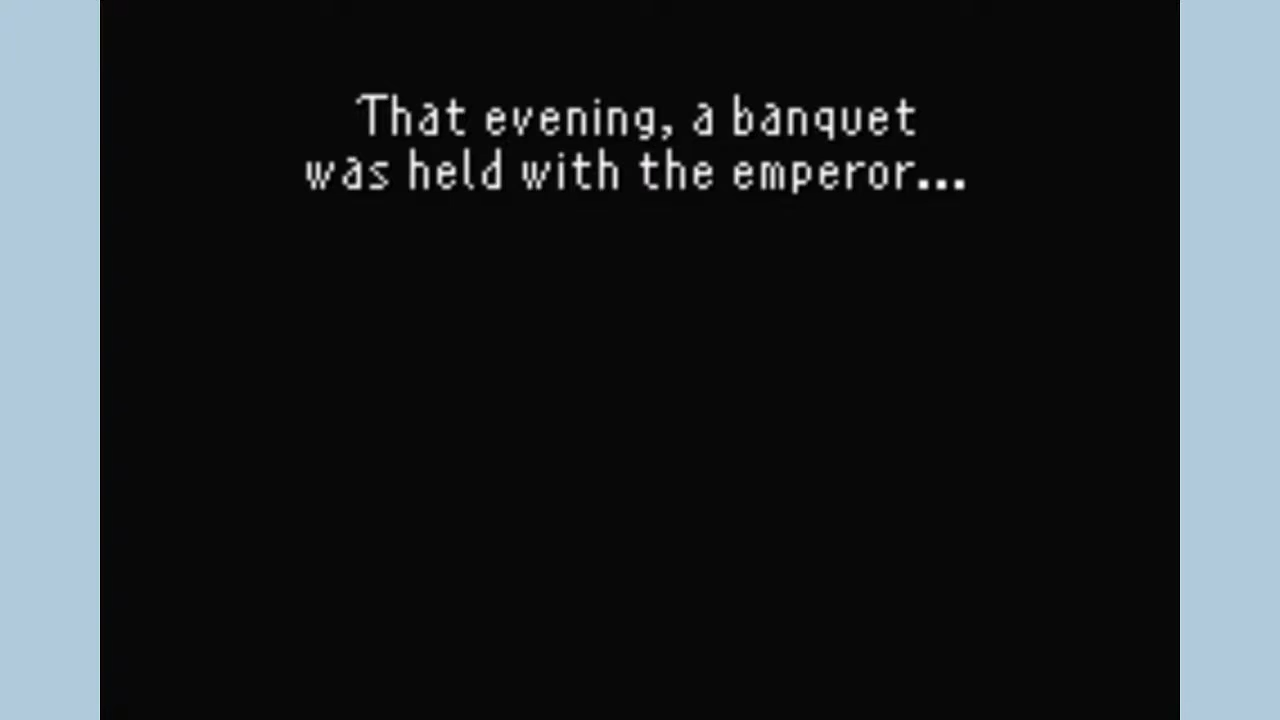 That evening, a banquet
was held with the emperor...